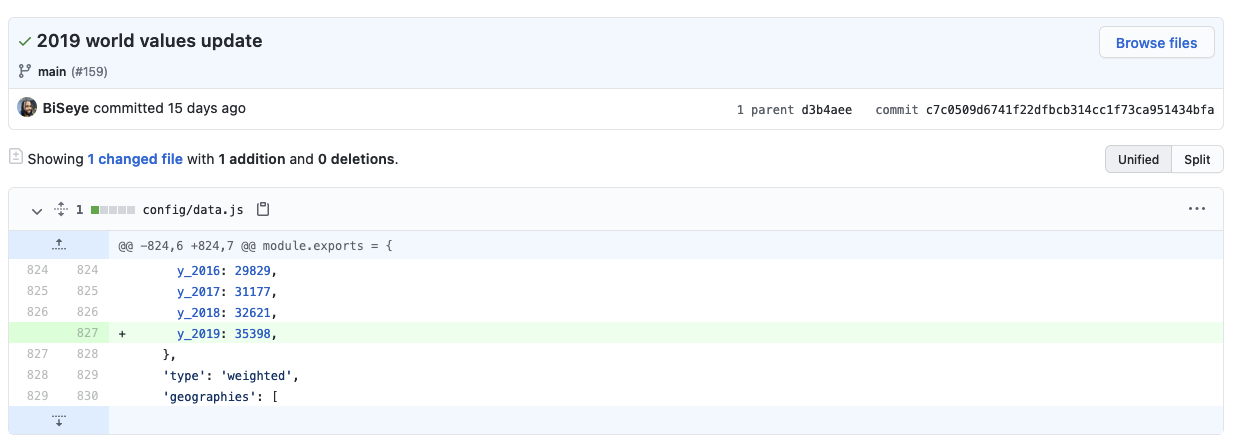 2019 world values update
Browse files
main (#159)
BiSeye committed 15 days ago 1 parent d3b4aee commit c7c0509d6741f22dfbcb314cc1f73ca951434bfa
Showing 1 changed file with 1 addition and 0 deletions. Unified Split
1 config/data.js
@@ -824,6 +824,7 @@ module.exports = {
824 824 y_2016: 29829,
825 825 y_2017: 31177,
826 826 y_2018: 32621,
827 + y_2019: 35398,
827 828 },
828 829 'type': 'weighted',
829 830 'geographies': [